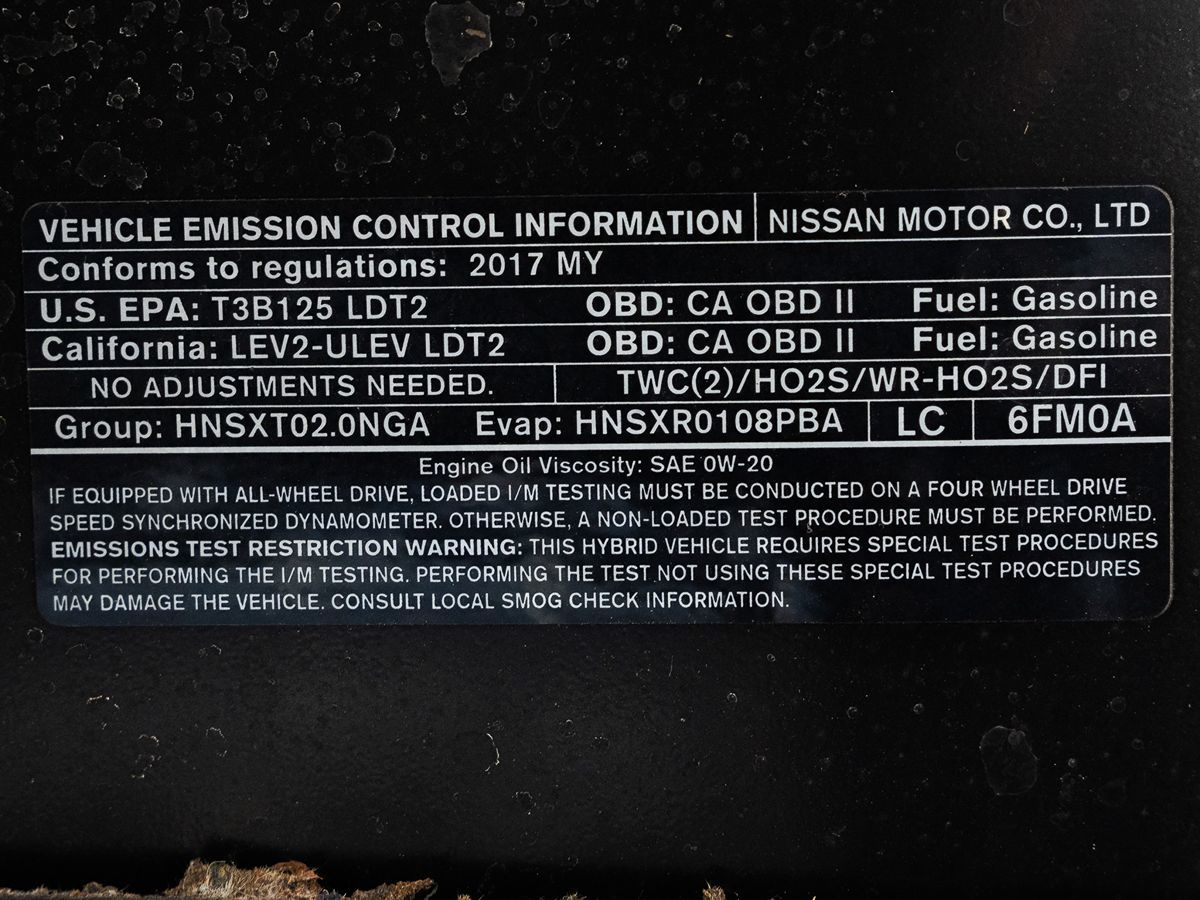 VEHICLE EMISSION CONTROL INFORMATION NISSAN MOTOR CO., LTD
Conforms to regulations: 2017 MY
U.S. EPA: T3B125 LDT2 OBD: CA OBD II Fuel: Gasoline
California: LEV2-ULEV LDT2 OBD: CA OBD II Fuel: Gasoline
NO ADJUSTMENTS NEEDED. TWC(2)/HO2S/WR-HO2S/DFI
Group: HNSXT02.0NGA Evap: HNSXR0108PBA LC 6FM0A
Engine Oil Viscosity: SAE 0W-20
IF EQUIPPED WITH ALL-WHEEL DRIVE, LOADED I/M TESTING MUST BE CONDUCTED ON A FOUR WHEEL DRIVE
SPEED SYNCHRONIZED DYNAMOMETER. OTHERWISE, A NON-LOADED TEST PROCEDURE MUST BE PERFORMED.
EMISSIONS TEST RESTRICTION WARNING: THIS HYBRID VEHICLE REQUIRES SPECIAL TEST PROCEDURES
FOR PERFORMING THE I/M TESTING. PERFORMING THE TEST NOT USING THESE SPECIAL TEST PROCEDURES
MAY DAMAGE THE VEHICLE. CONSULT LOCAL SMOG CHECK INFORMATION.